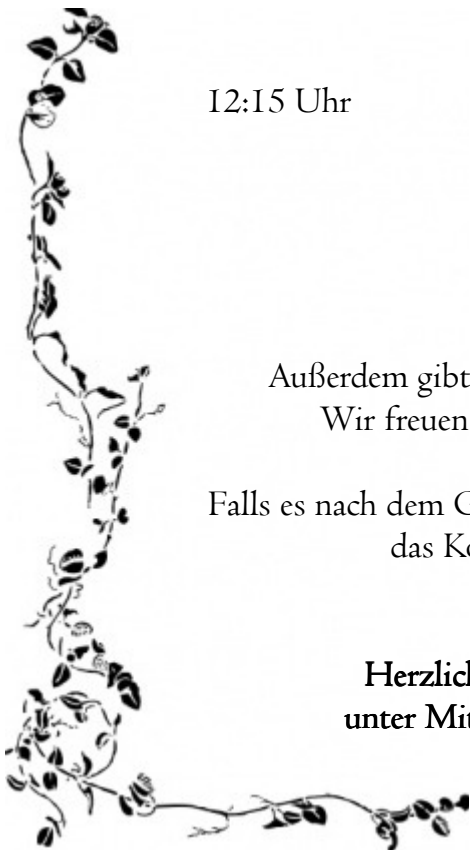 12:15 Uhr
Außerdem gibt
Wir freuen
Falls es nach dem G
das Ko
Herzlich
unter Mit